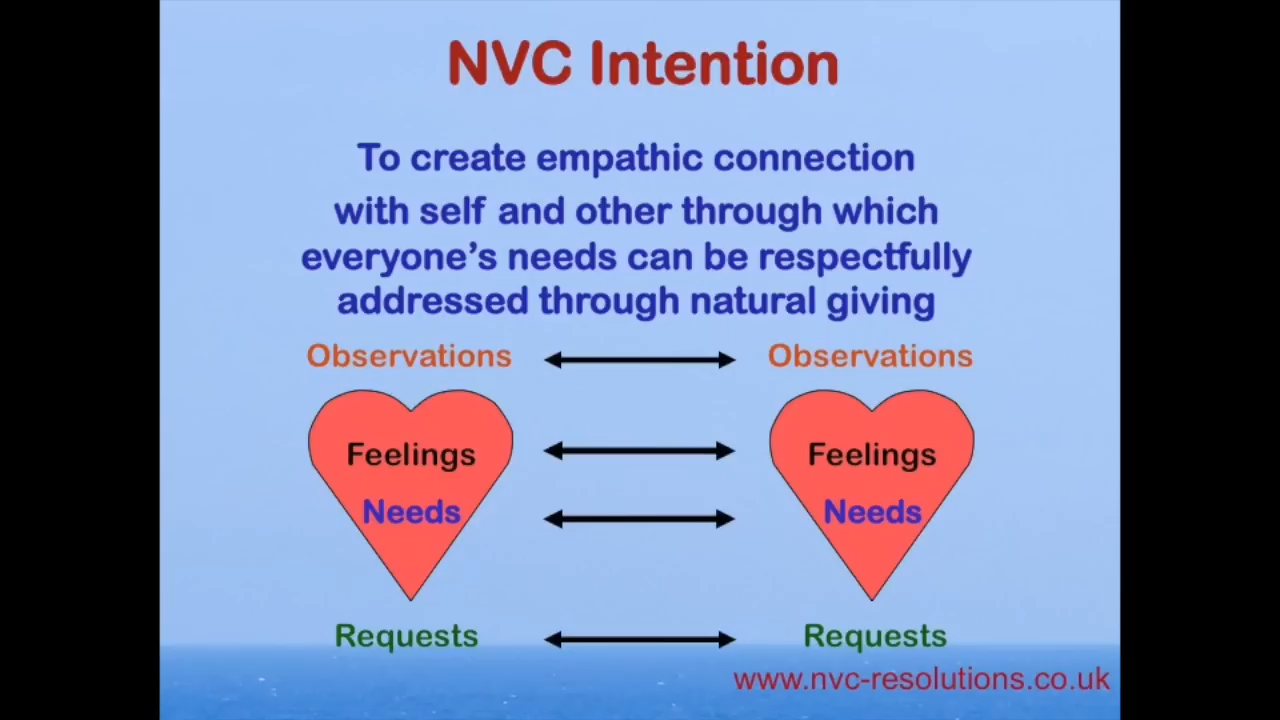 NVC Intention
To create empathic connection
with self and other through which
everyone's needs can be respectfully
addressed through natural giving
Observations Observations
Feelings Feelings
Needs Needs
Requests Requests
www.nvc-resolutions.co.uk